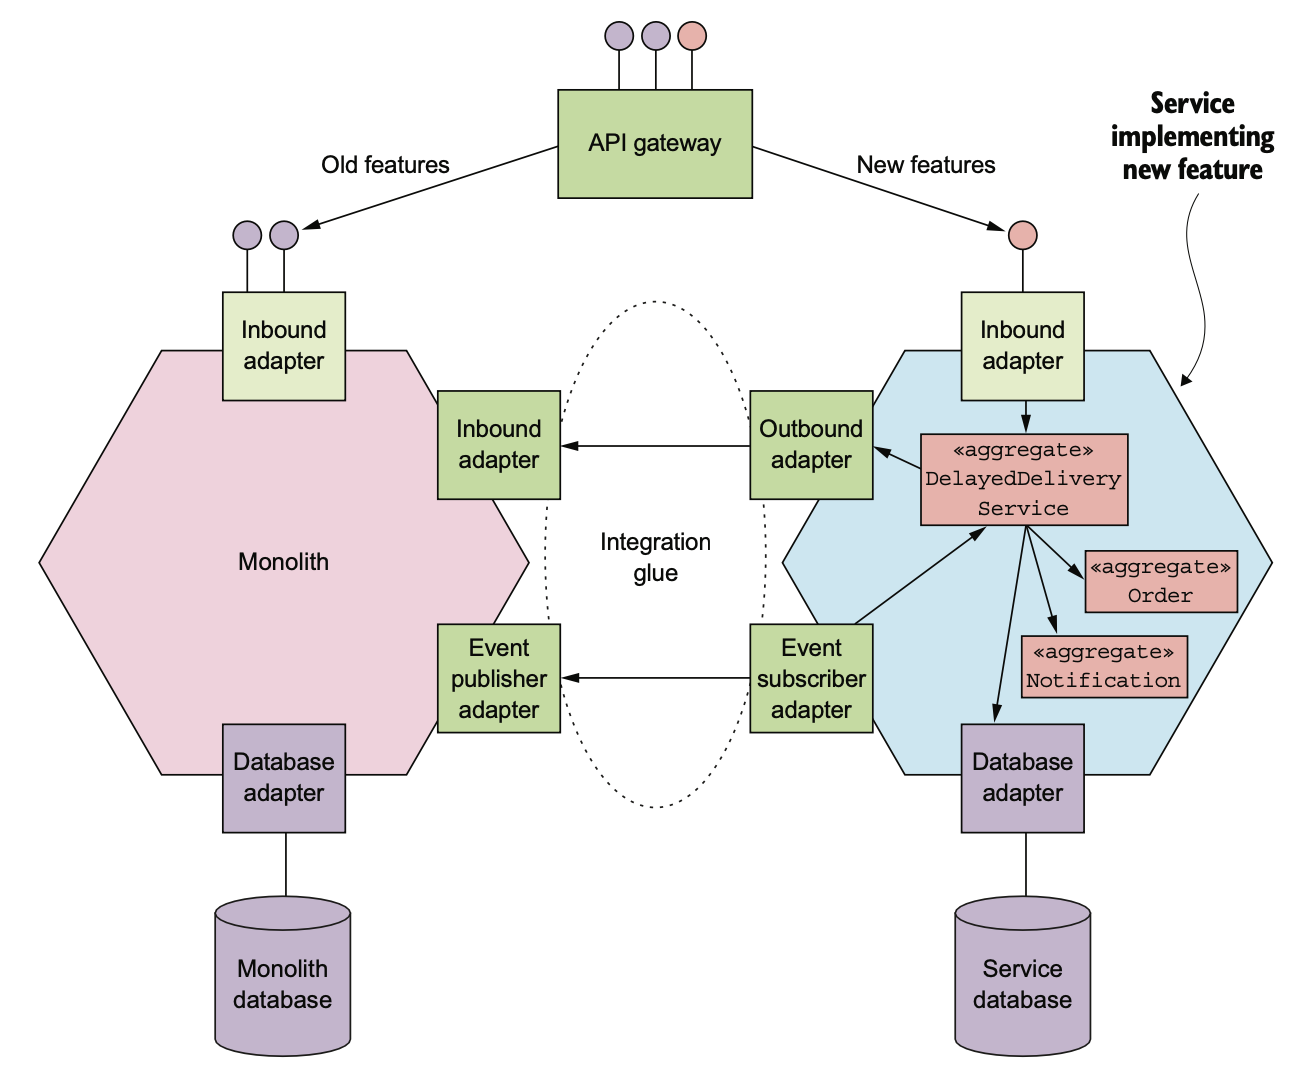 API gateway
Service
implementing
new feature
Old features
New features
Inbound
adapter
Inbound
adapter
Inbound
adapter
Outbound
adapter
«aggregate»
DelayedDelivery
Service
Integration
glue
Monolith
«aggregate»
Order
Event
publisher
adapter
Event
subscriber
adapter
«aggregate»
Notification
Database
adapter
Database
adapter
Monolith
database
Service
database